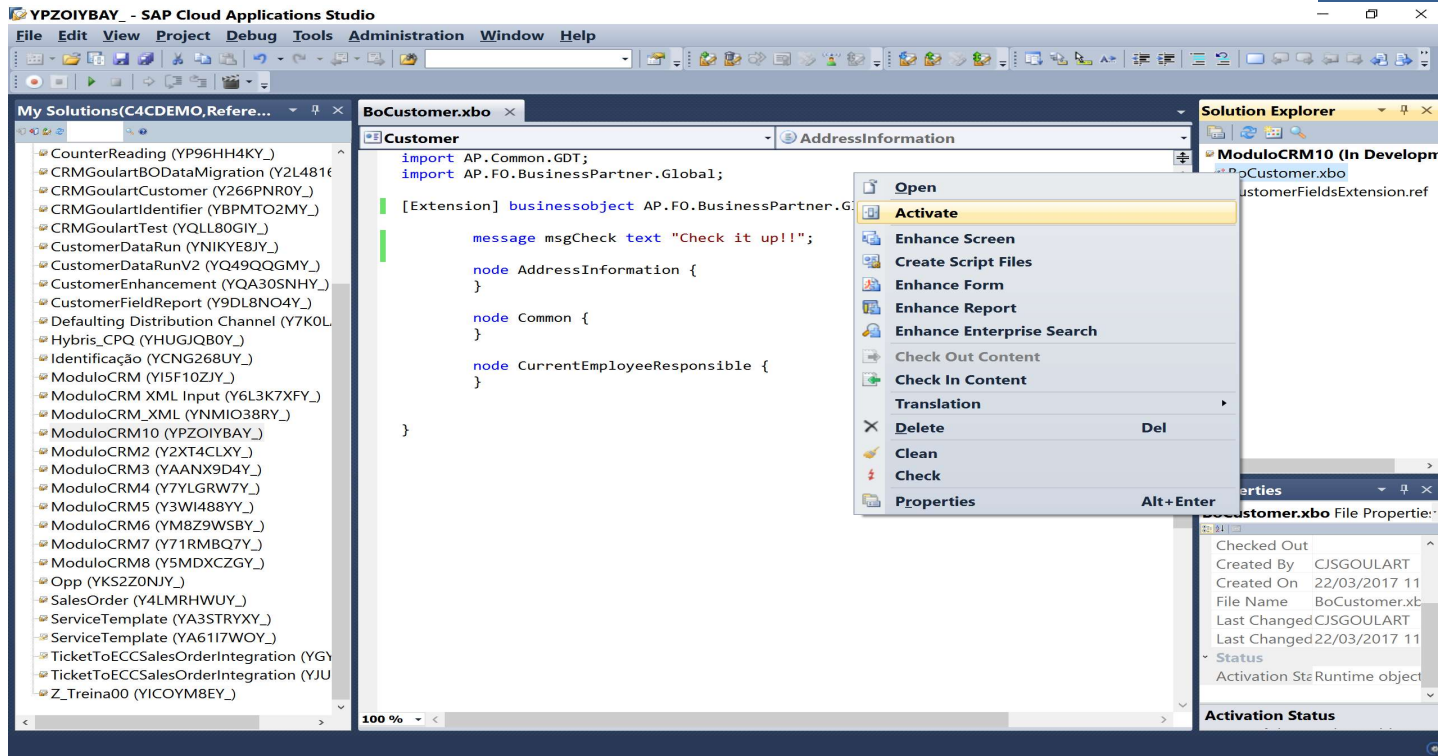 YPZOIYBAY_ - SAP Cloud Applications Studio
File Edit View Project Debug Tools Administration Window Help
My Solutions(C4CDEMO,Refere...
CounterReading (YP96HH4KY_)
CRMGoulartBODataMigration (Y2L4816
CRMGoulartCustomer (Y266PNR0Y_)
CRMGoulartIdentifier (YBPMTO2MY_)
CRMGoulartTest (YQLL80GIY_)
CustomerDataRun (YNIKYE8JY_)
CustomerDataRunV2 (YQ49QQGMY_)
CustomerEnhancement (YQA30SNHY_)
CustomerFieldReport (Y9DL8NO4Y_)
Defaulting Distribution Channel (Y7K0L
Hybris_CPQ (YHUGJQB0Y_)
Identificação (YCNG268UY_)
ModuloCRM (YI5F10ZJY_)
ModuloCRM XML Input (Y6L3K7XFY_)
ModuloCRM_XML (YNMIO38RY_)
ModuloCRM10 (YPZOIYBAY_)
ModuloCRM2 (Y2XT4CLXY_)
ModuloCRM3 (YAANX9D4Y_)
ModuloCRM4 (Y7YLGRW7Y_)
ModuloCRM5 (Y3WI488YY_)
ModuloCRM6 (YM8Z9WSBY_)
ModuloCRM7 (Y71RMBQ7Y_)
ModuloCRM8 (Y5MDXCZGY_)
Opp (YKS2Z0NJY_)
SalesOrder (Y4LMRHWUY_)
ServiceTemplate (YA3STRYXY_)
ServiceTemplate (YA61I7WOY_)
TicketToECCSalesOrderIntegration (YGY
TicketToECCSalesOrderIntegration (YJU
Z_Treina00 (YICOYM8EY_)
BoCustomer.xbo
Customer
AddressInformation
import AP.Common.GDT;
import AP.FO.BusinessPartner.Global;
[Extension] businessobject AP.FO.BusinessPartner.G
message msgCheck text "Check it up!!";
node AddressInformation {
}
node Common {
}
node CurrentEmployeeResponsible {
}
}
100 %
Open
Activate
Enhance Screen
Create Script Files
Enhance Form
Enhance Report
Enhance Enterprise Search
Check Out Content
Check In Content
Translation
Delete Del
Clean
Check
Properties Alt+Enter
Solution Explorer
ModuloCRM10 (In Developm
BoCustomer.xbo
ustomerFieldsExtension.ref
erties
BoCustomer.xbo File Propertie
Checked Out
Created By CJSGOULART
Created On 22/03/2017 11
File Name BoCustomer.xb
Last Changed CJSGOULART
Last Changed 22/03/2017 11
Status
Activation Sta Runtime object
Activation Status